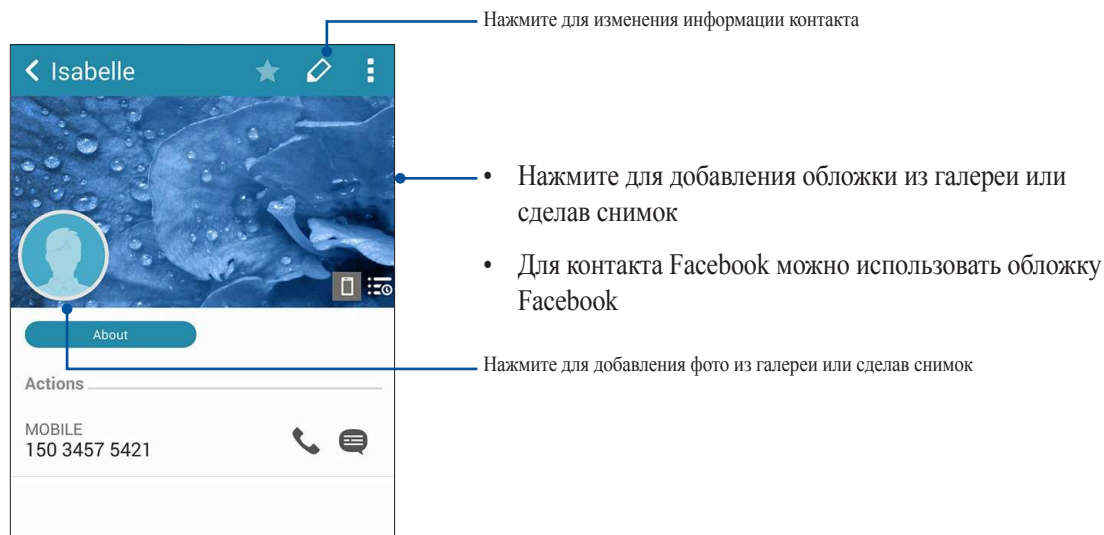 Нажмите для изменения информации контакта
Isabelle
• Нажмите для добавления обложки из галереи или
сделав снимок
• Для контакта Facebook можно использовать обложку
Facebook
About
Нажмите для добавления фото из галереи или сделав снимок
Actions
MOBILE
150 3457 5421